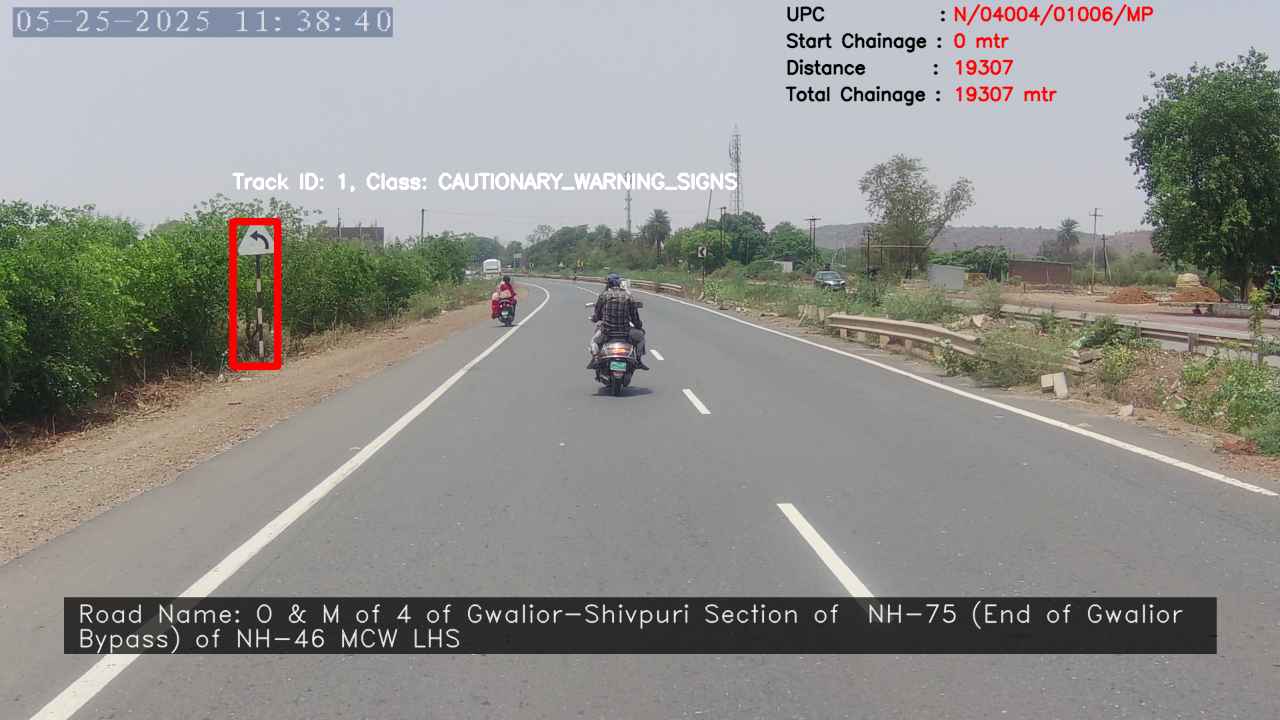 05-25-2025 11:38:40
UPC : N/04004/01006/MP
Start Chainage : 0 mtr
Distance : 19307
Total Chainage : 19307 mtr
Track ID: 1, Class: CAUTIONARY_WARNING_SIGNS
Road Name: O & M of 4 of Gwalior-Shivpuri Section of NH-75 (End of Gwalior
Bypass) of NH-46 MCW LHS